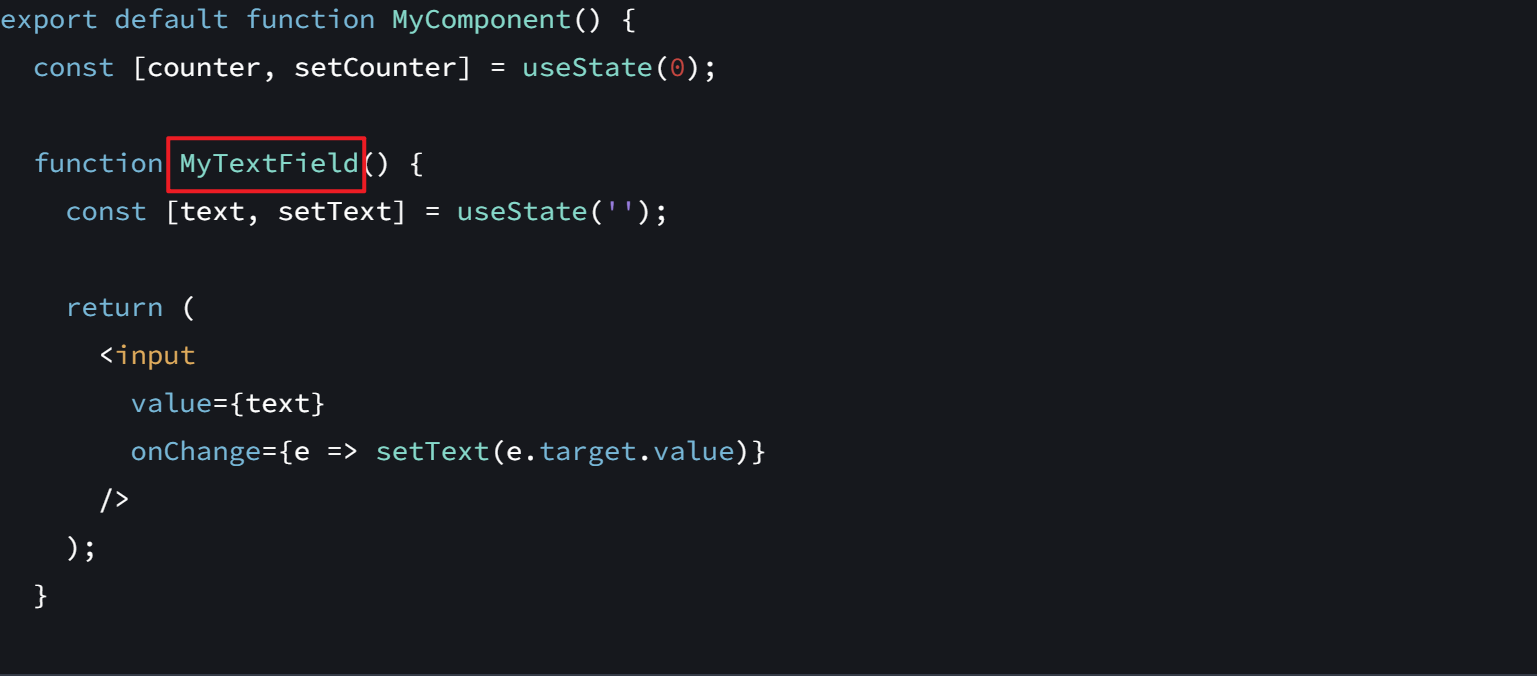 export default function MyComponent() {
const [counter, setCounter] = useState(0);
function MyTextField() {
const [text, setText] = useState('');
return (
<input
value={text}
onChange={e => setText(e.target.value)}
/>
);
}